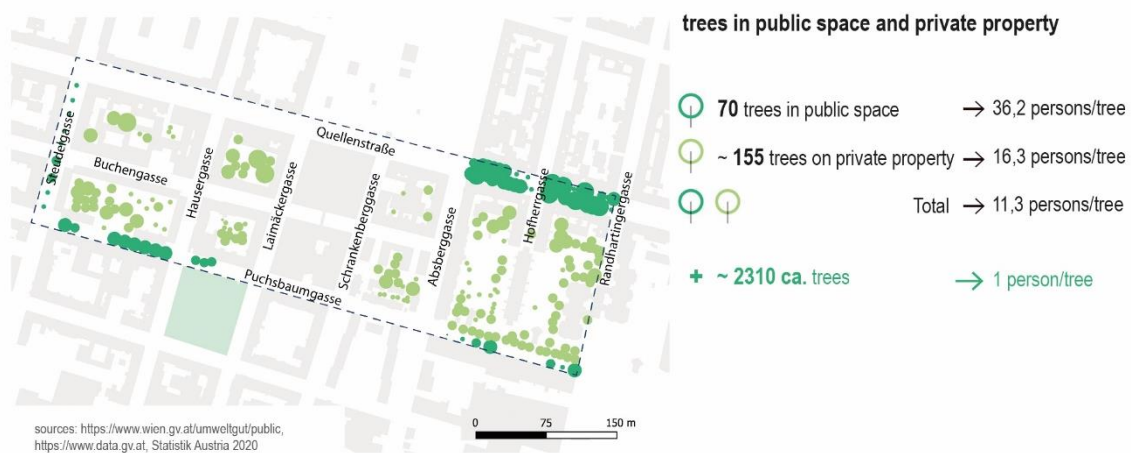 trees in public space and private property
70 trees in public space → 36,2 persons/tree
~ 155 trees on private property → 16,3 persons/tree
Total → 11,3 persons/tree
+ ~ 2310 ca. trees → 1 person/tree
Quellenstraße
Steudelgasse
Buchengasse
Hausergasse
Laimäckergasse
Schrankenberggasse
Absberggasse
Hofherrgasse
Randhartingergasse
Puchsbaumgasse
0 75 150 m
sources: https://www.wien.gv.at/umweltgut/public,
https://www.data.gv.at, Statistik Austria 2020